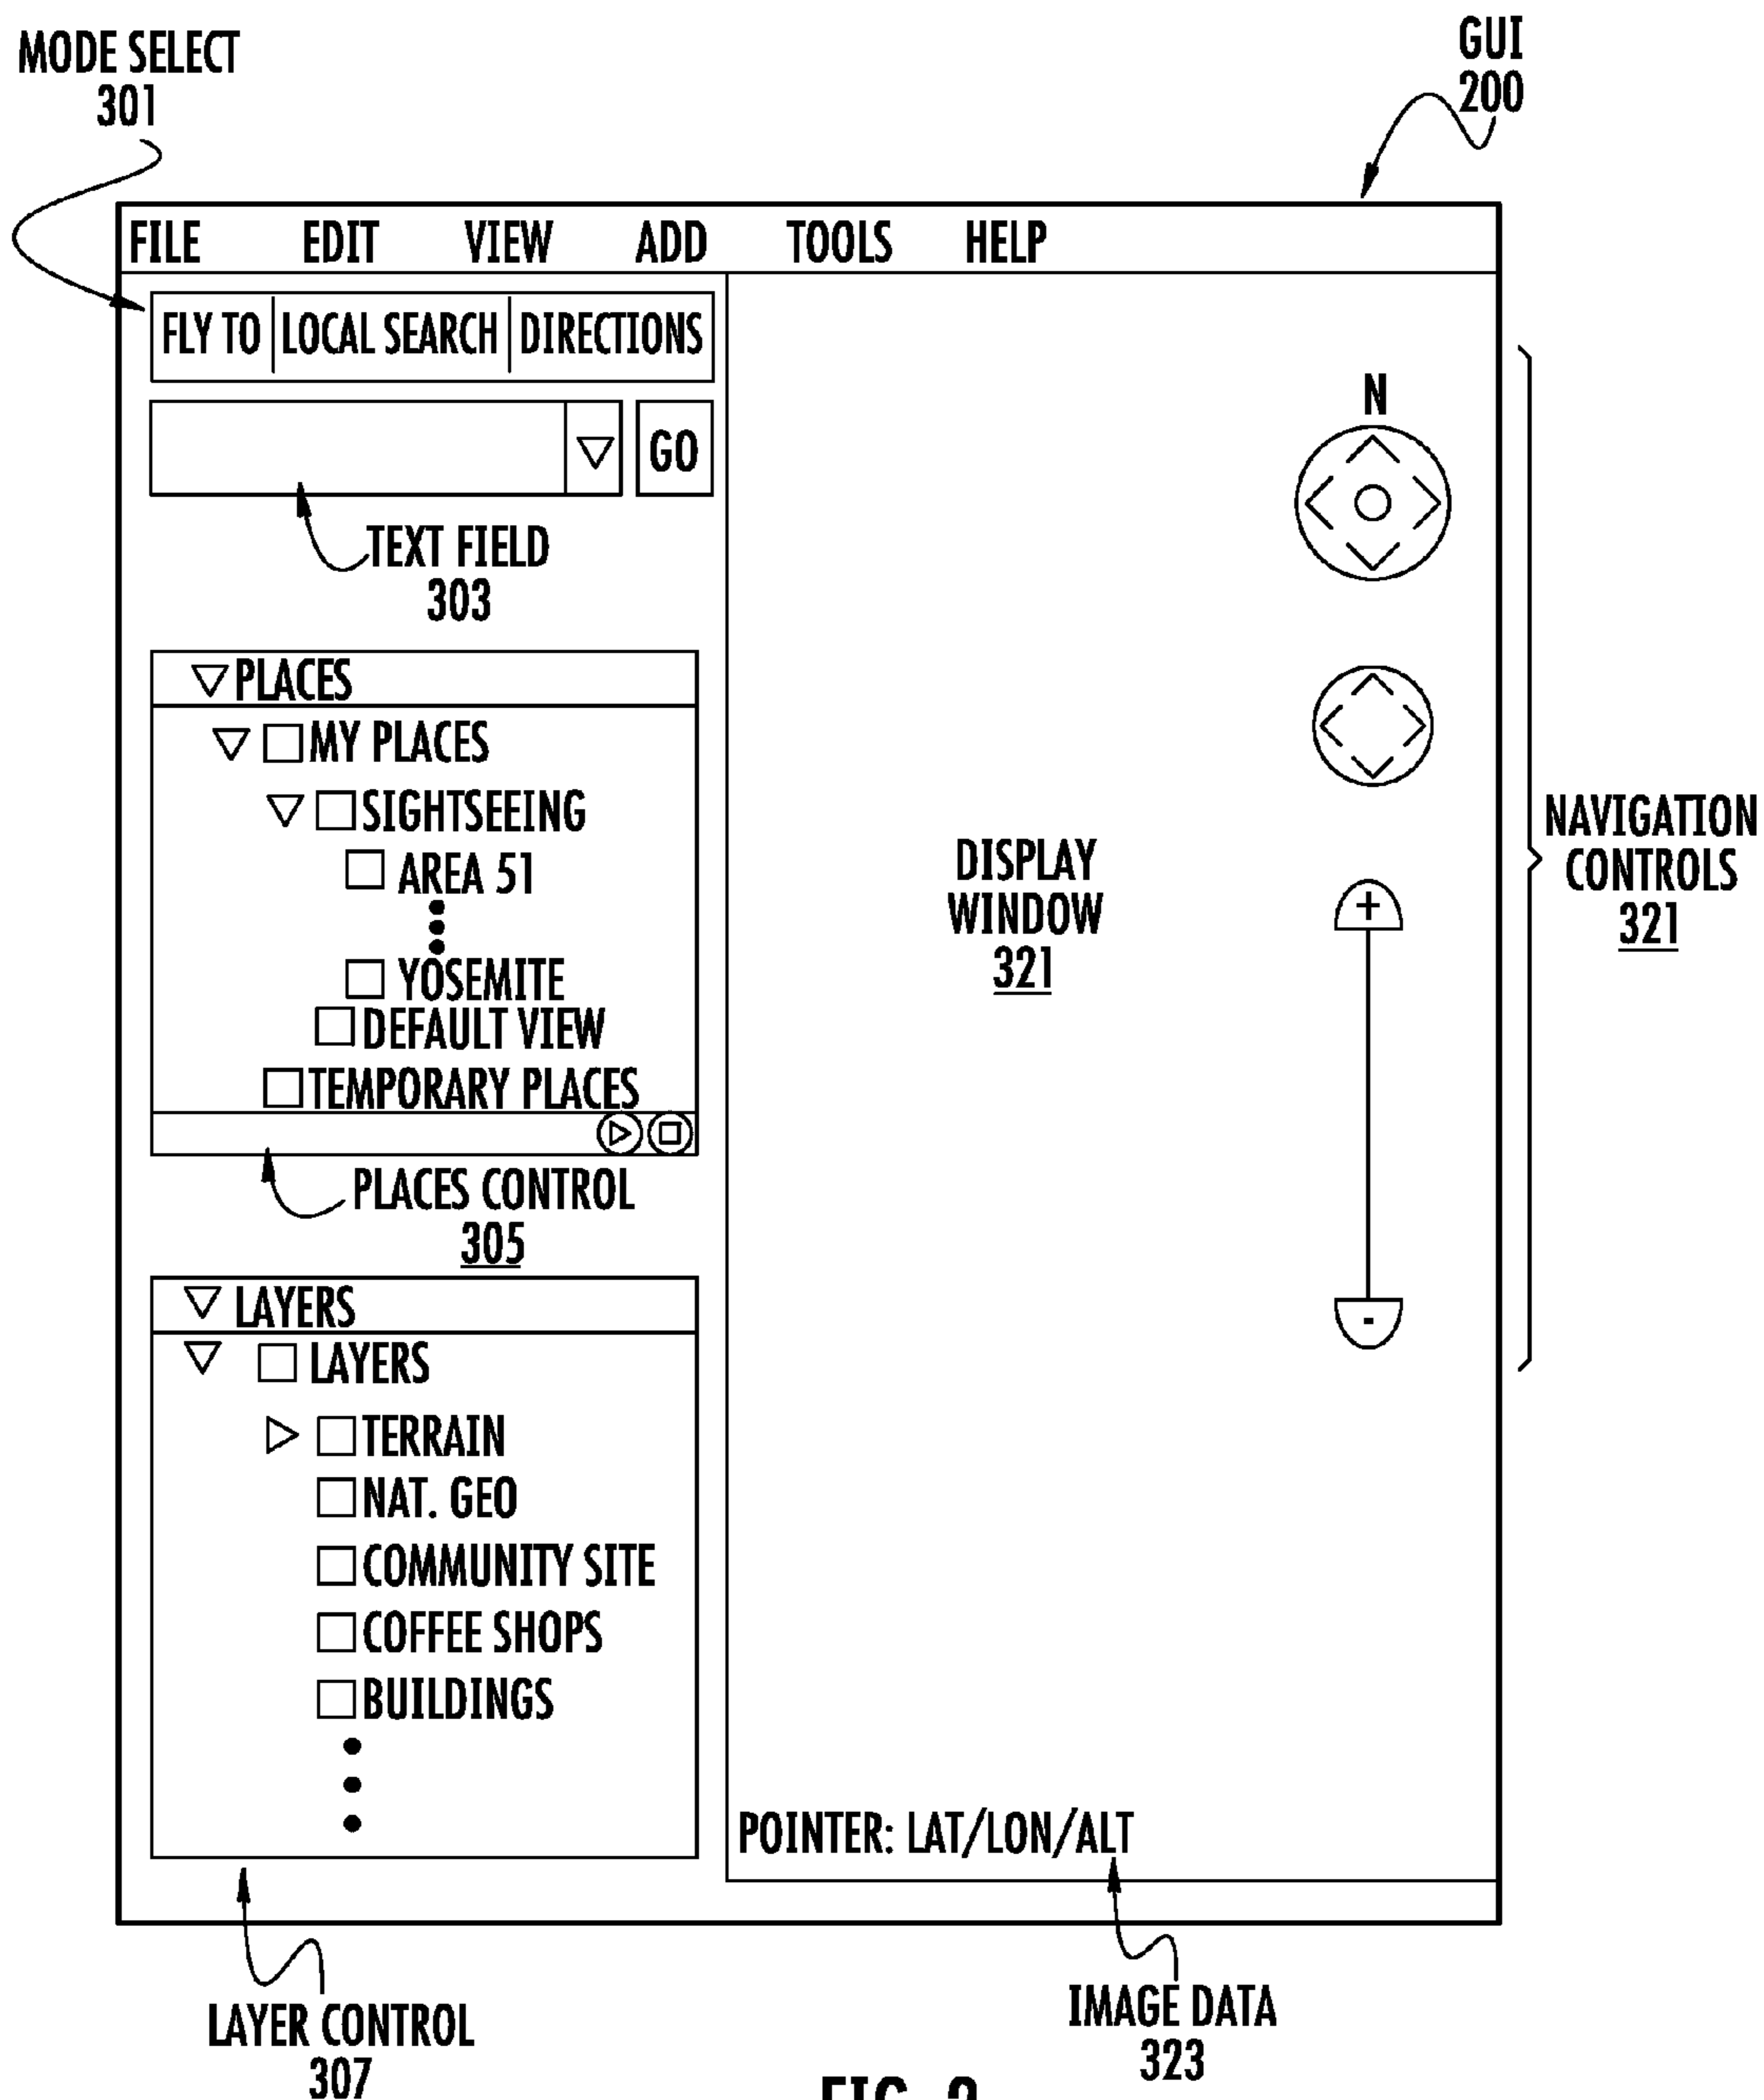 MODE SELECT
301
GUI
200
FILE EDIT VIEW ADD TOOLS HELP
FLY TO LOCAL SEARCH DIRECTIONS
GO
TEXT FIELD
303
N
PLACES
MY PLACES
SIGHTSEEING
AREA 51
YOSEMITE
DEFAULT VIEW
TEMPORARY PLACES
PLACES CONTROL
305
LAYERS
LAYERS
TERRAIN
NAT. GEO
COMMUNITY SITE
COFFEE SHOPS
BUILDINGS
DISPLAY
WINDOW
321
+
-
NAVIGATION
CONTROLS
321
POINTER: LAT/LON/ALT
LAYER CONTROL
307
IMAGE DATA
323
FIG.